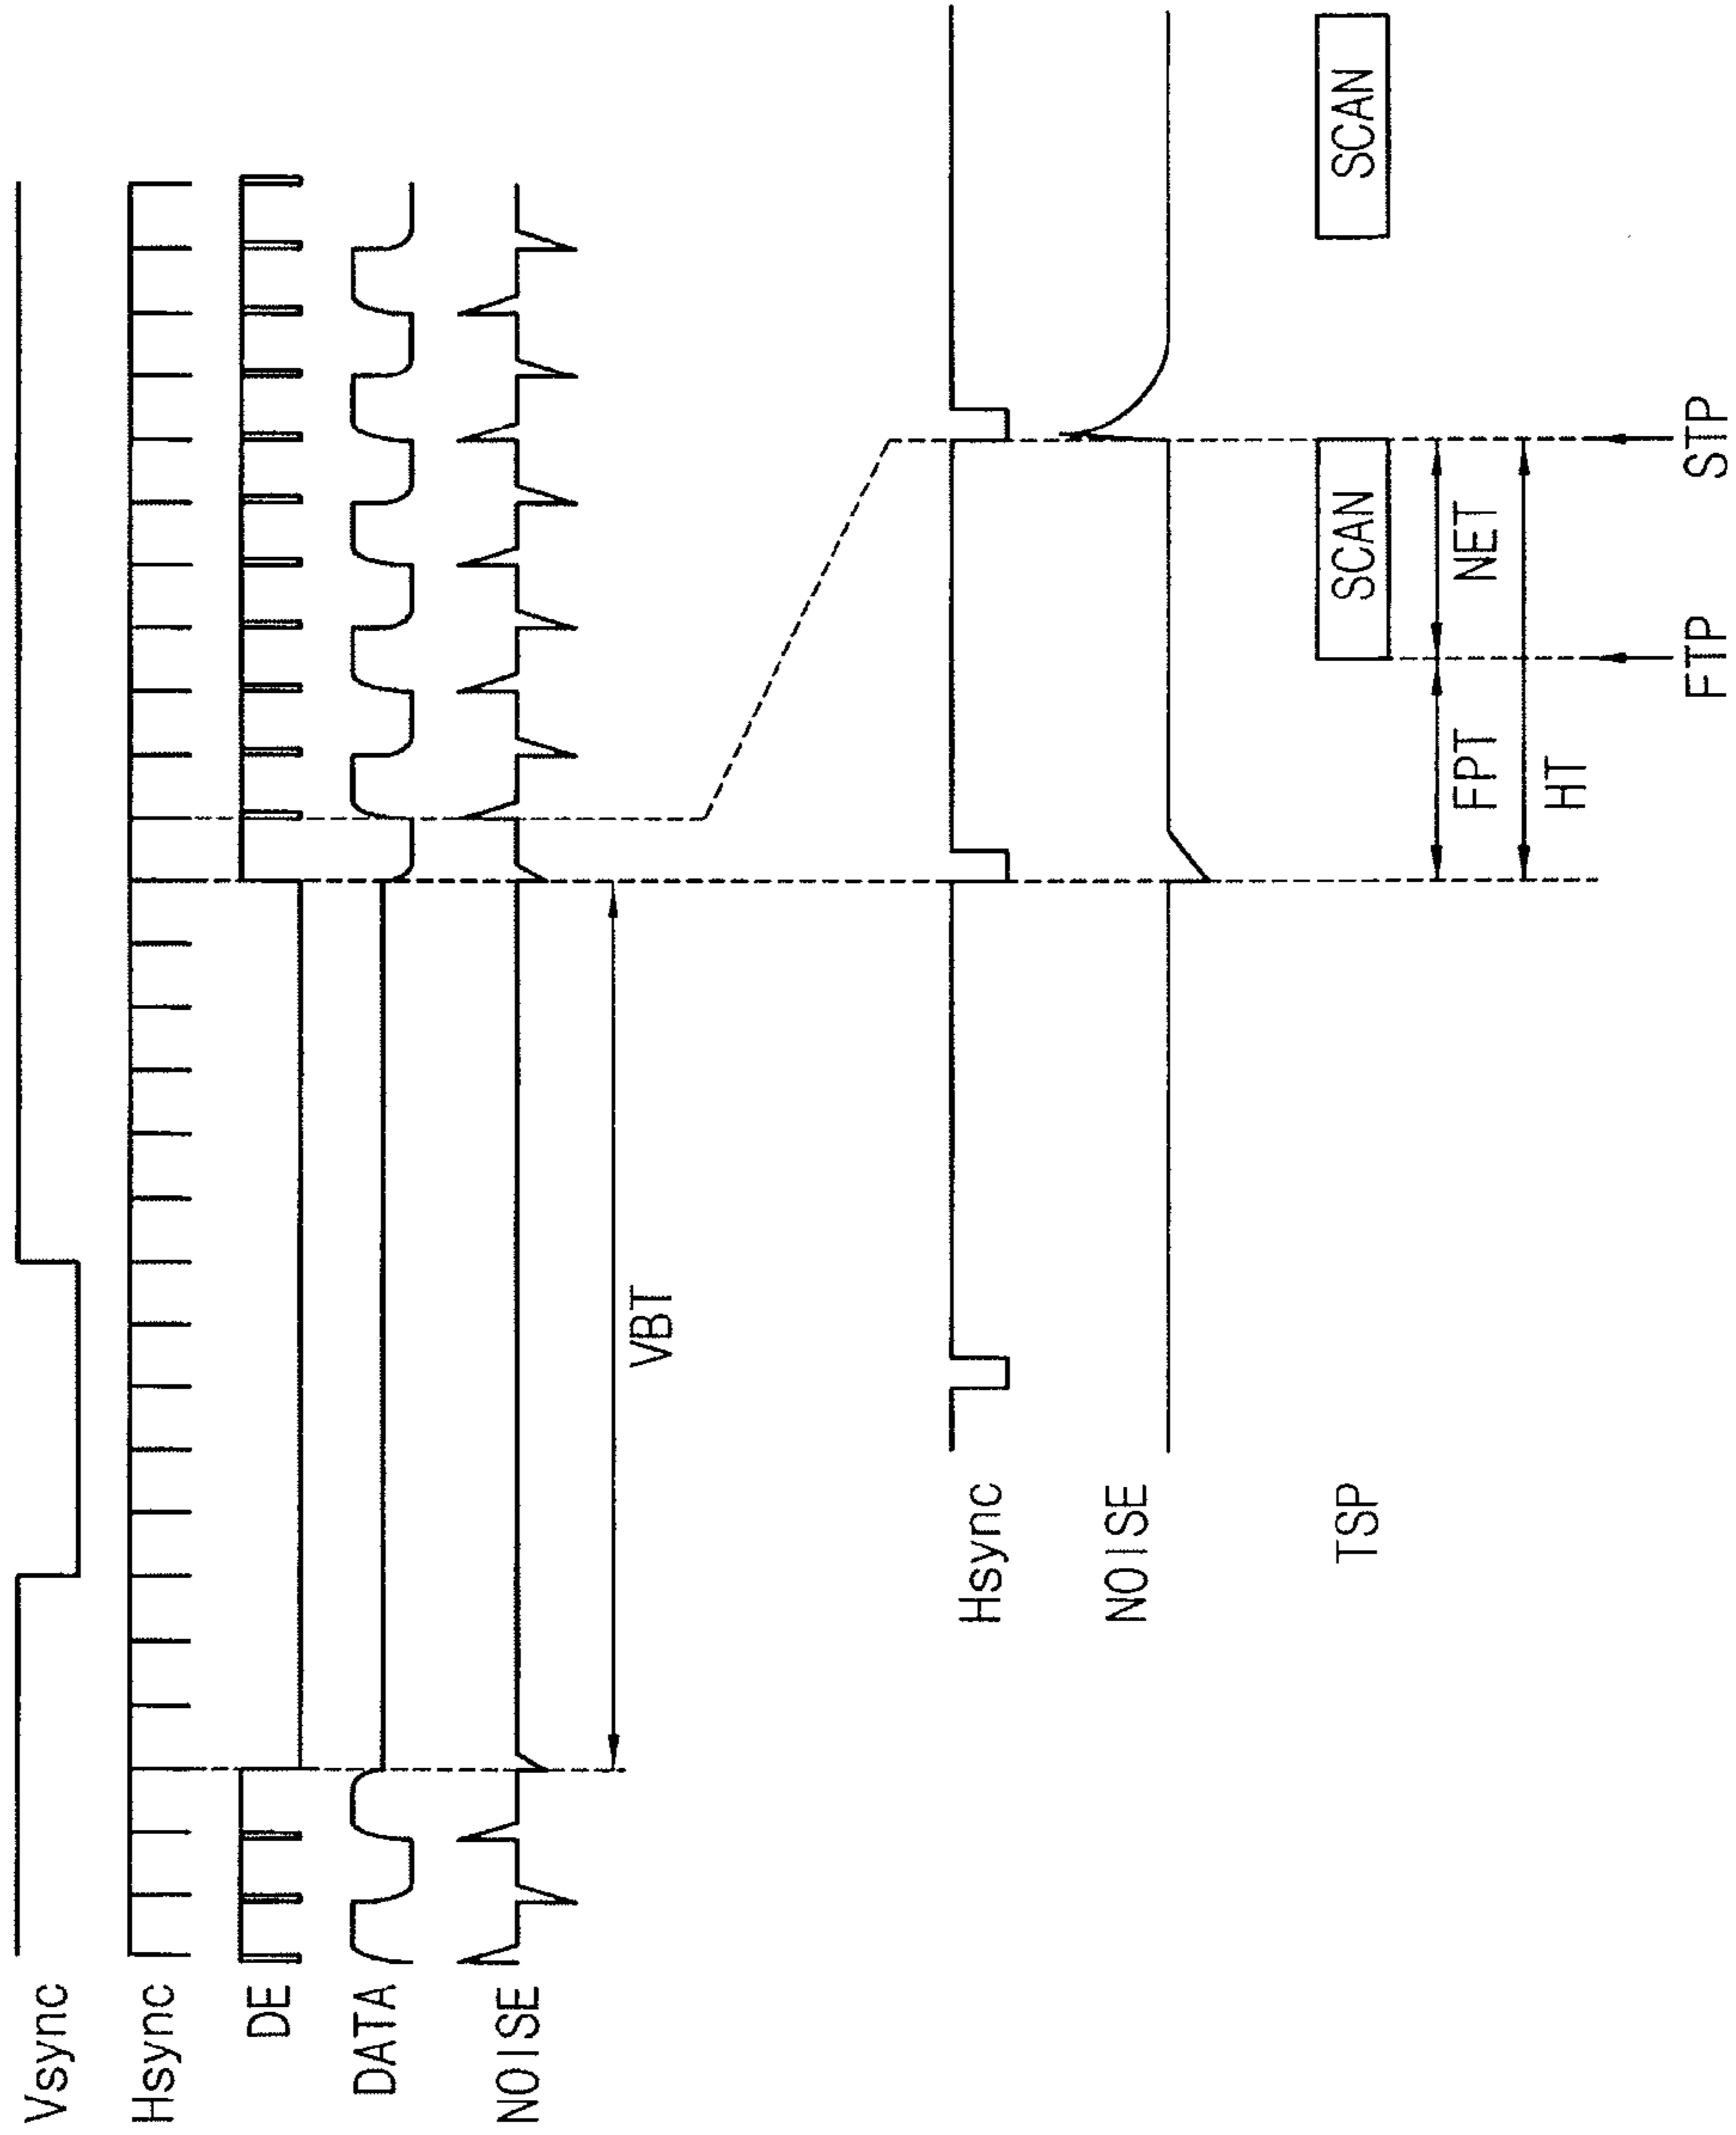 Vsync
Hsync
DE
DATA
NOISE
VBT
Hsync
NOISE
TSP
SCAN
SCAN
FPT
NET
HT
FTP
STP